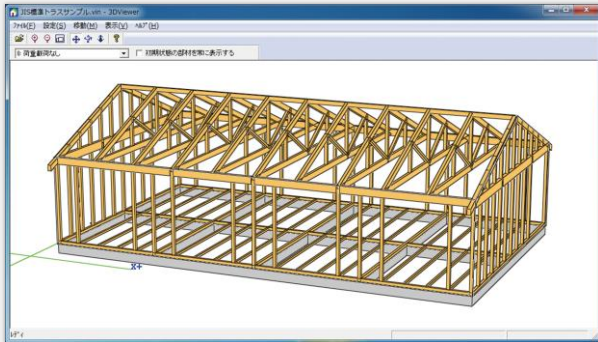 JIS標準トラスサンプル.vin - 3DViewer
ファイル(F) 設定(S) 移動(M) 表示(V) ヘルプ(H)
0 荷重載荷なし 初期状態の部材を常に表示する
X+
レディ